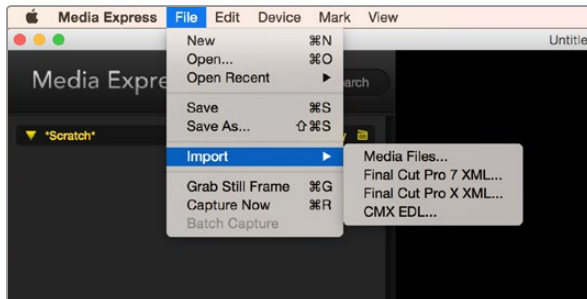 Media Express File Edit Device Mark View
Untitle
Media Expre
arch
New ⌘N
Open... ⌘O
Open Recent ▶
Save ⌘S
Save As... ⇧⌘S
*Scratch*
Import ▶
Media Files...
Final Cut Pro 7 XML...
Final Cut Pro X XML...
CMX EDL...
Grab Still Frame ⌘G
Capture Now ⌘R
Batch Capture